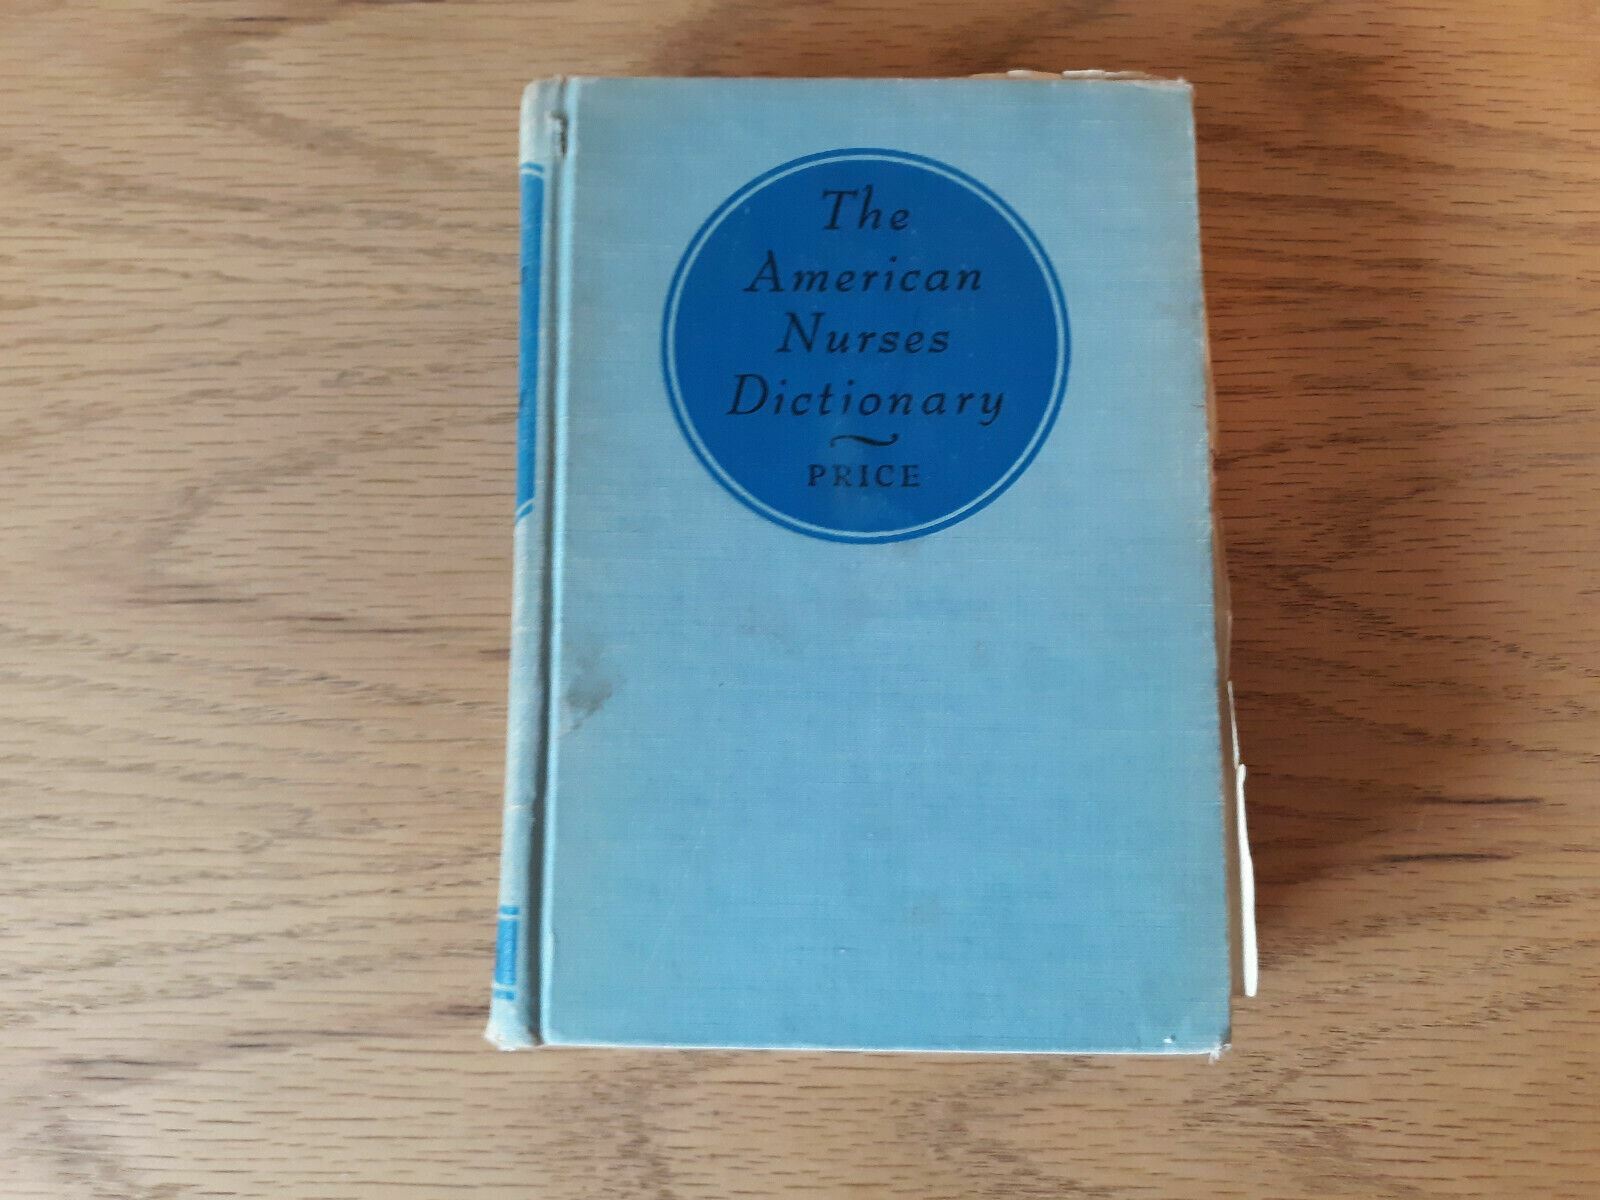 The
American
Nurses
Dictionary
PRICE